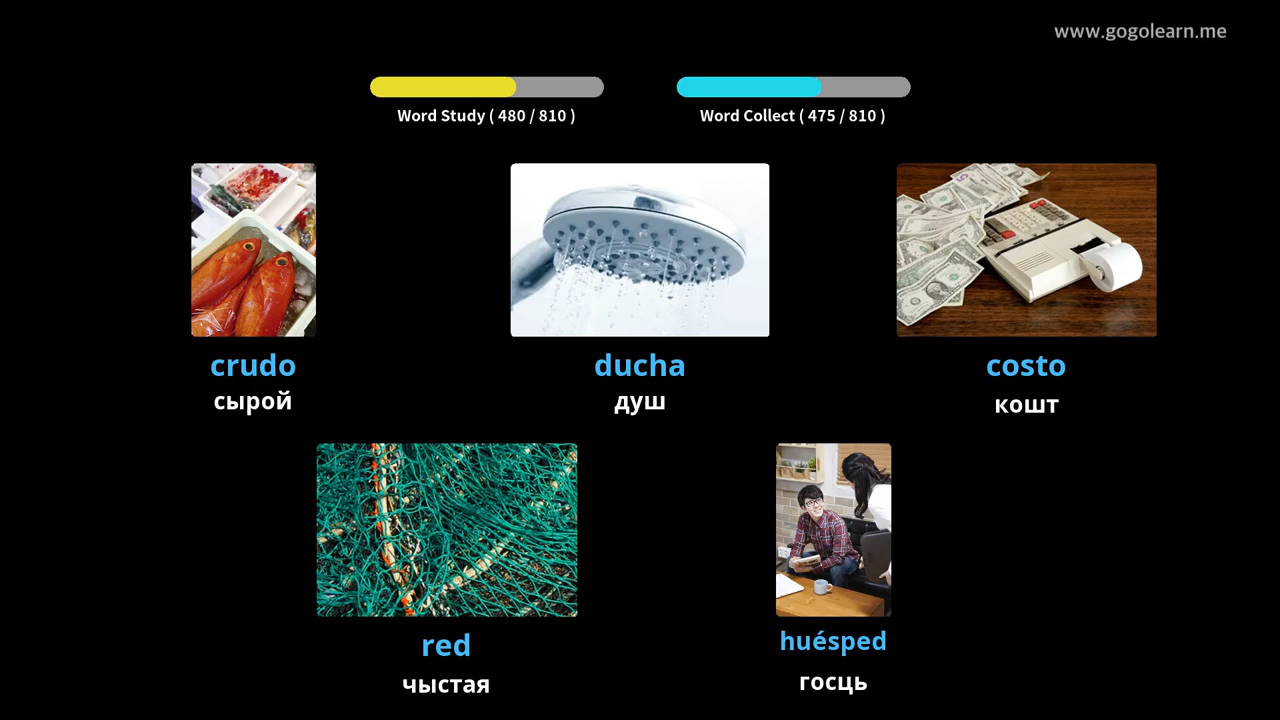 www.gogolearn.me
Word Study ( 480 / 810 )
Word Collect ( 475 / 810 )
crudo
сырой
ducha
душ
costo
кошт
red
чыстая
huésped
госць